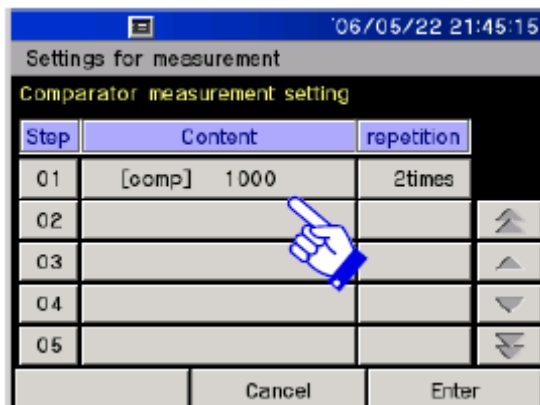 '06/05/22 21:45:15
Settings for measurement
Comparator measurement setting
Step Content repetition
01 [comp] 1000 2times
02
03
04
05
Cancel Enter